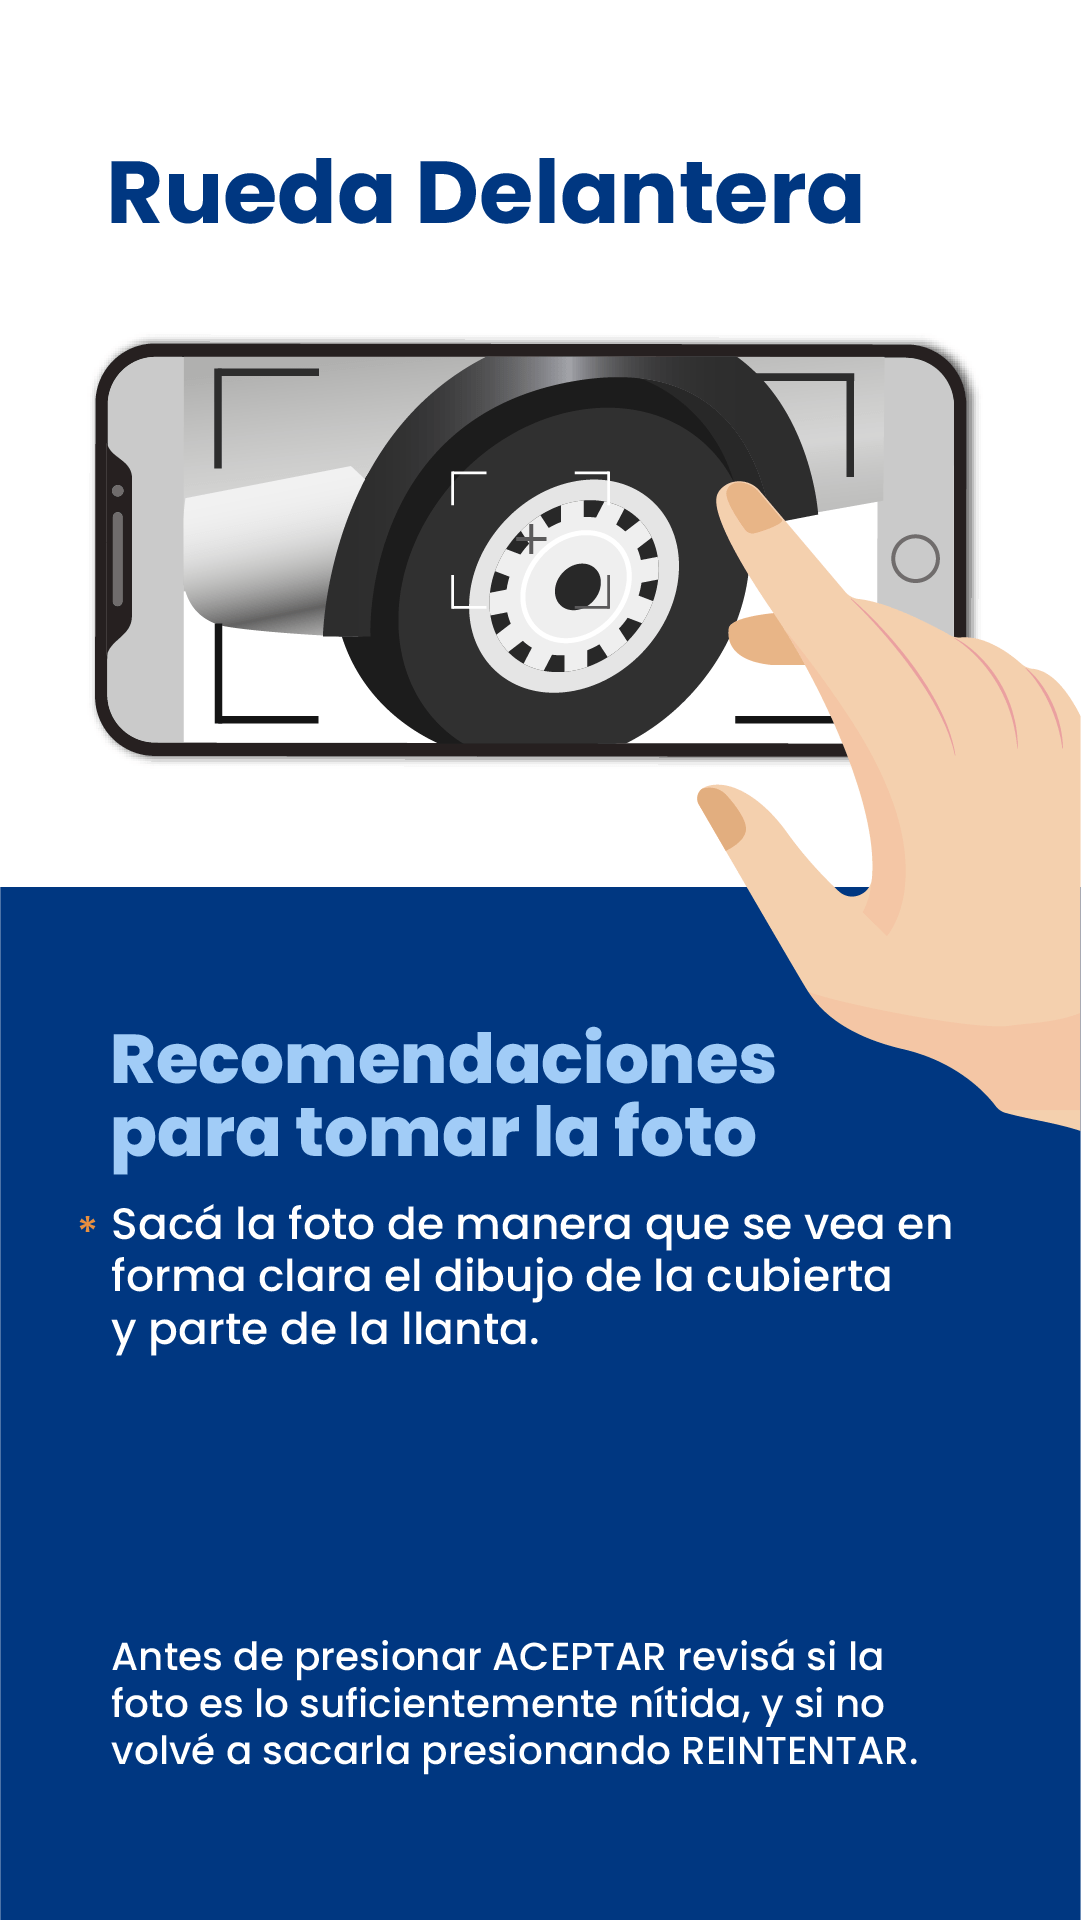 Rueda Delantera
Recomendaciones
para tomar la foto
* Sacá la foto de manera que se vea en
forma clara el dibujo de la cubierta
y parte de la llanta.
Antes de presionar ACEPTAR revisá si la
foto es lo suficientemente nítida, y si no
volvé a sacarla presionando REINTENTAR.